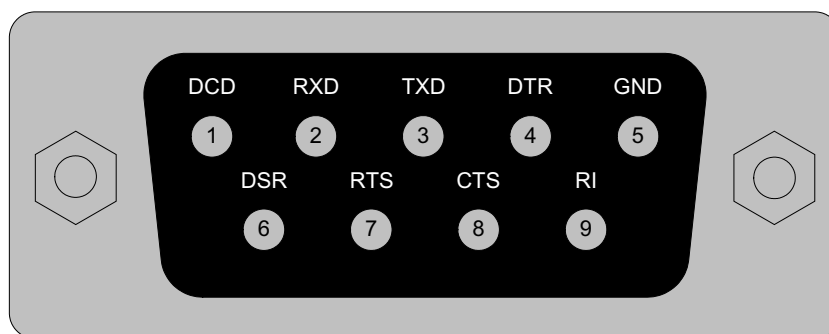 DCD RXD TXD DTR GND
1 2 3 4 5
DSR RTS CTS RI
6 7 8 9